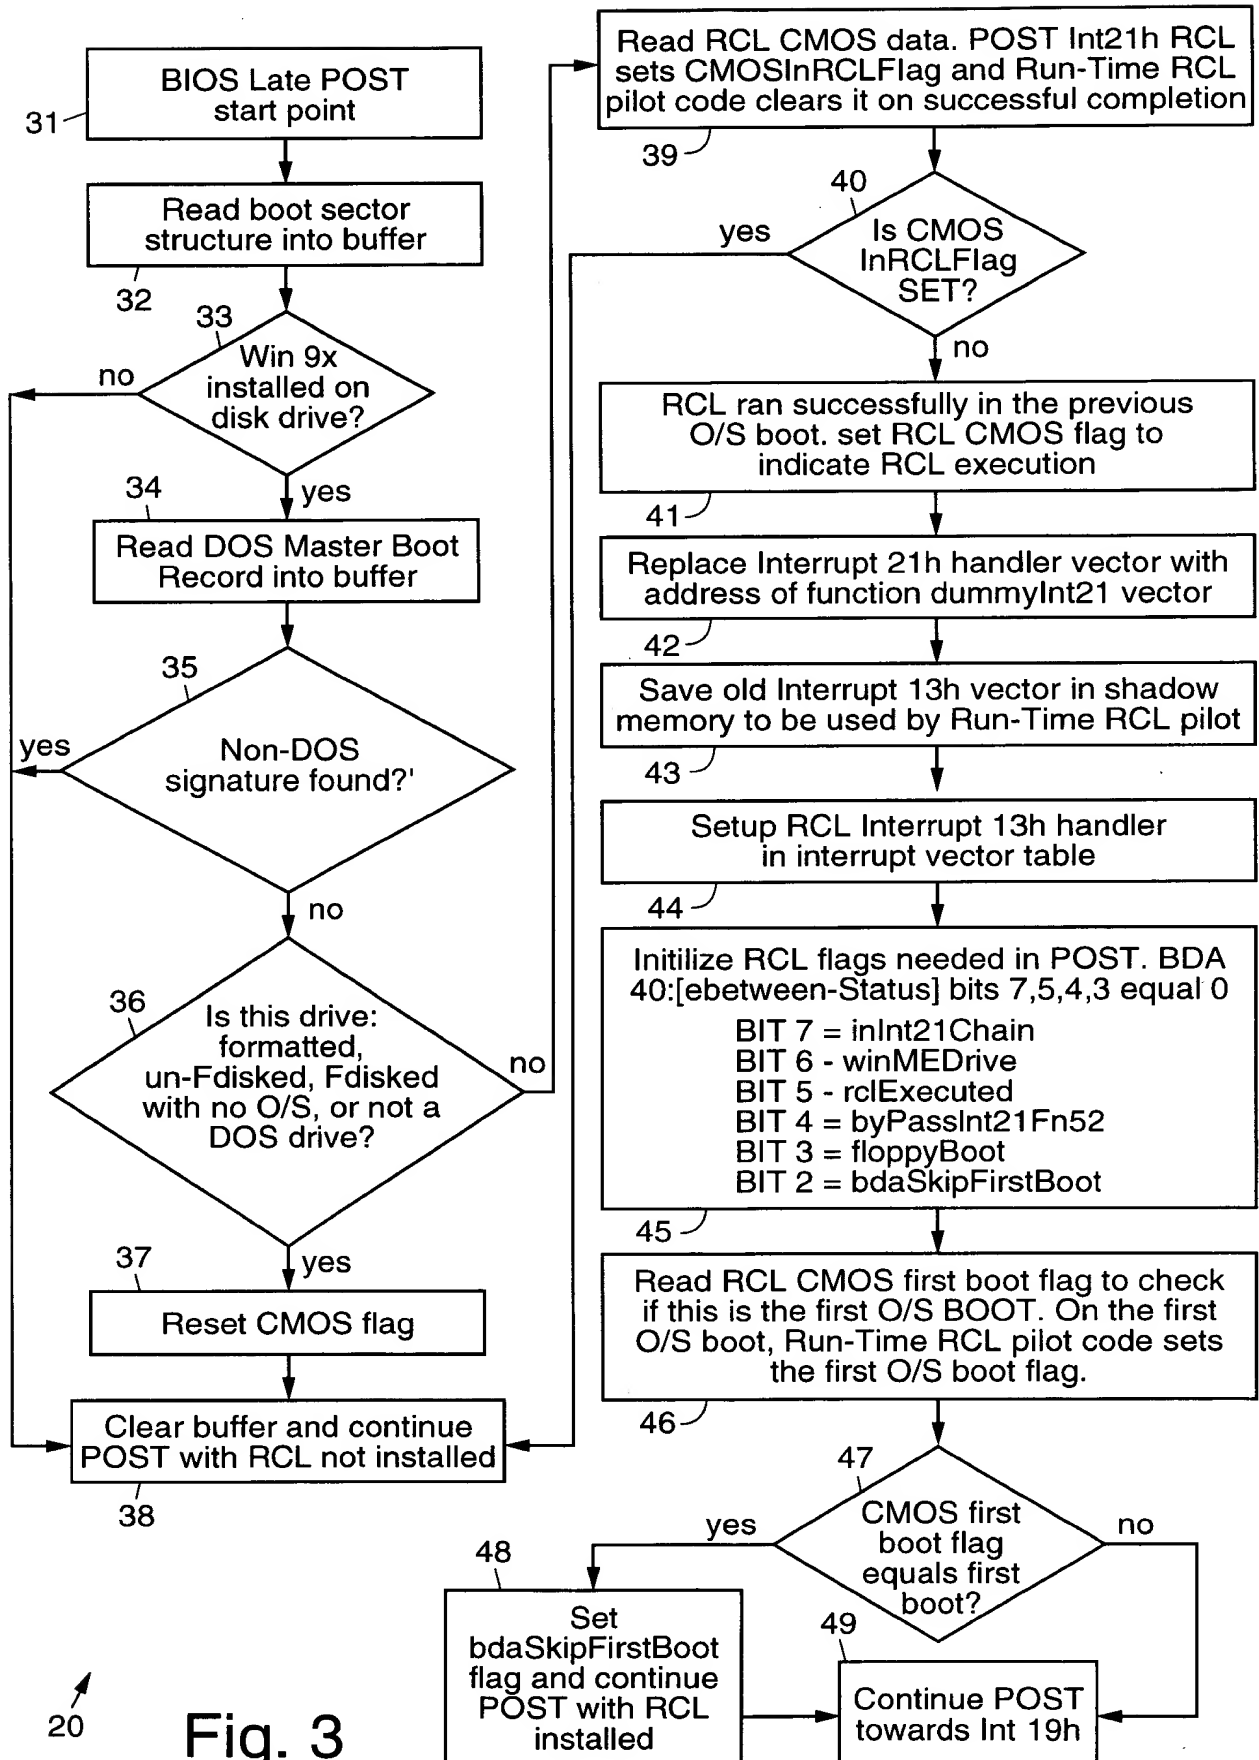 BIOS Late POST
start point
31
Read boot sector
structure into buffer
32
33
Win 9x
installed on
disk drive?
no
yes
34
Read DOS Master Boot
Record into buffer
35
Non-DOS
signature found?'
yes
no
36
Is this drive:
formatted,
un-Fdisked, Fdisked
with no O/S, or not a
DOS drive?
no
yes
37
Reset CMOS flag
Clear buffer and continue
POST with RCL not installed
38
Read RCL CMOS data. POST Int21h RCL
sets CMOSInRCLFlag and Run-Time RCL
pilot code clears it on successful completion
39
40
Is CMOS
InRCLFlag
SET?
yes
no
RCL ran successfully in the previous
O/S boot. set RCL CMOS flag to
indicate RCL execution
41
Replace Interrupt 21h handler vector with
address of function dummyInt21 vector
42
Save old Interrupt 13h vector in shadow
memory to be used by Run-Time RCL pilot
43
Setup RCL Interrupt 13h handler
in interrupt vector table
44
Initilize RCL flags needed in POST. BDA
40:[ebetween-Status] bits 7,5,4,3 equal 0
BIT 7 = inInt21Chain
BIT 6 - winMEDrive
BIT 5 - rclExecuted
BIT 4 = byPassInt21Fn52
BIT 3 = floppyBoot
BIT 2 = bdaSkipFirstBoot
45
Read RCL CMOS first boot flag to check
if this is the first O/S BOOT. On the first
O/S boot, Run-Time RCL pilot code sets
the first O/S boot flag.
46
47
CMOS first
boot flag
equals first
boot?
yes
no
48
Set
bdaSkipFirstBoot
flag and continue
POST with RCL
installed
49
Continue POST
towards Int 19h
20
Fig. 3